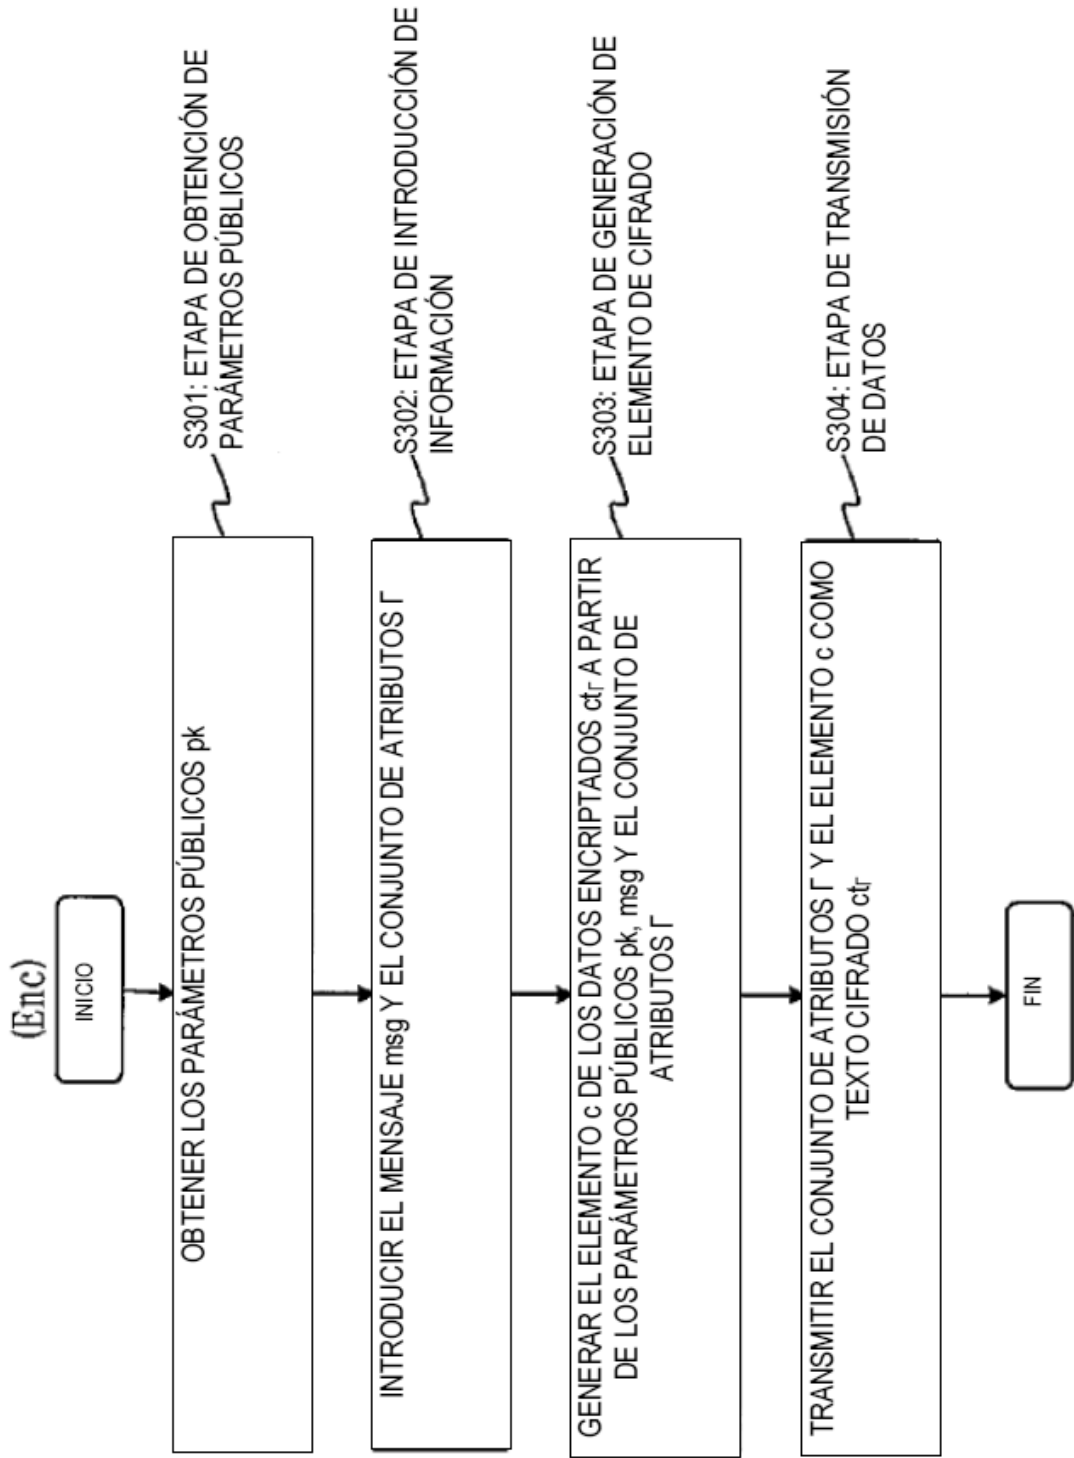 (Enc)
INICIO
OBTENER LOS PARÁMETROS PÚBLICOS pk
S301: ETAPA DE OBTENCIÓN DE
PARÁMETROS PÚBLICOS
INTRODUCIR EL MENSAJE msg Y EL CONJUNTO DE ATRIBUTOS Γ
S302: ETAPA DE INTRODUCCIÓN DE
INFORMACIÓN
GENERAR EL ELEMENTO c DE LOS DATOS ENCRIPTADOS ctΓ A PARTIR
DE LOS PARÁMETROS PÚBLICOS pk, msg Y EL CONJUNTO DE
ATRIBUTOS Γ
S303: ETAPA DE GENERACIÓN DE
ELEMENTO DE CIFRADO
TRANSMITIR EL CONJUNTO DE ATRIBUTOS Γ Y EL ELEMENTO c COMO
TEXTO CIFRADO ctΓ
S304: ETAPA DE TRANSMISIÓN
DE DATOS
FIN